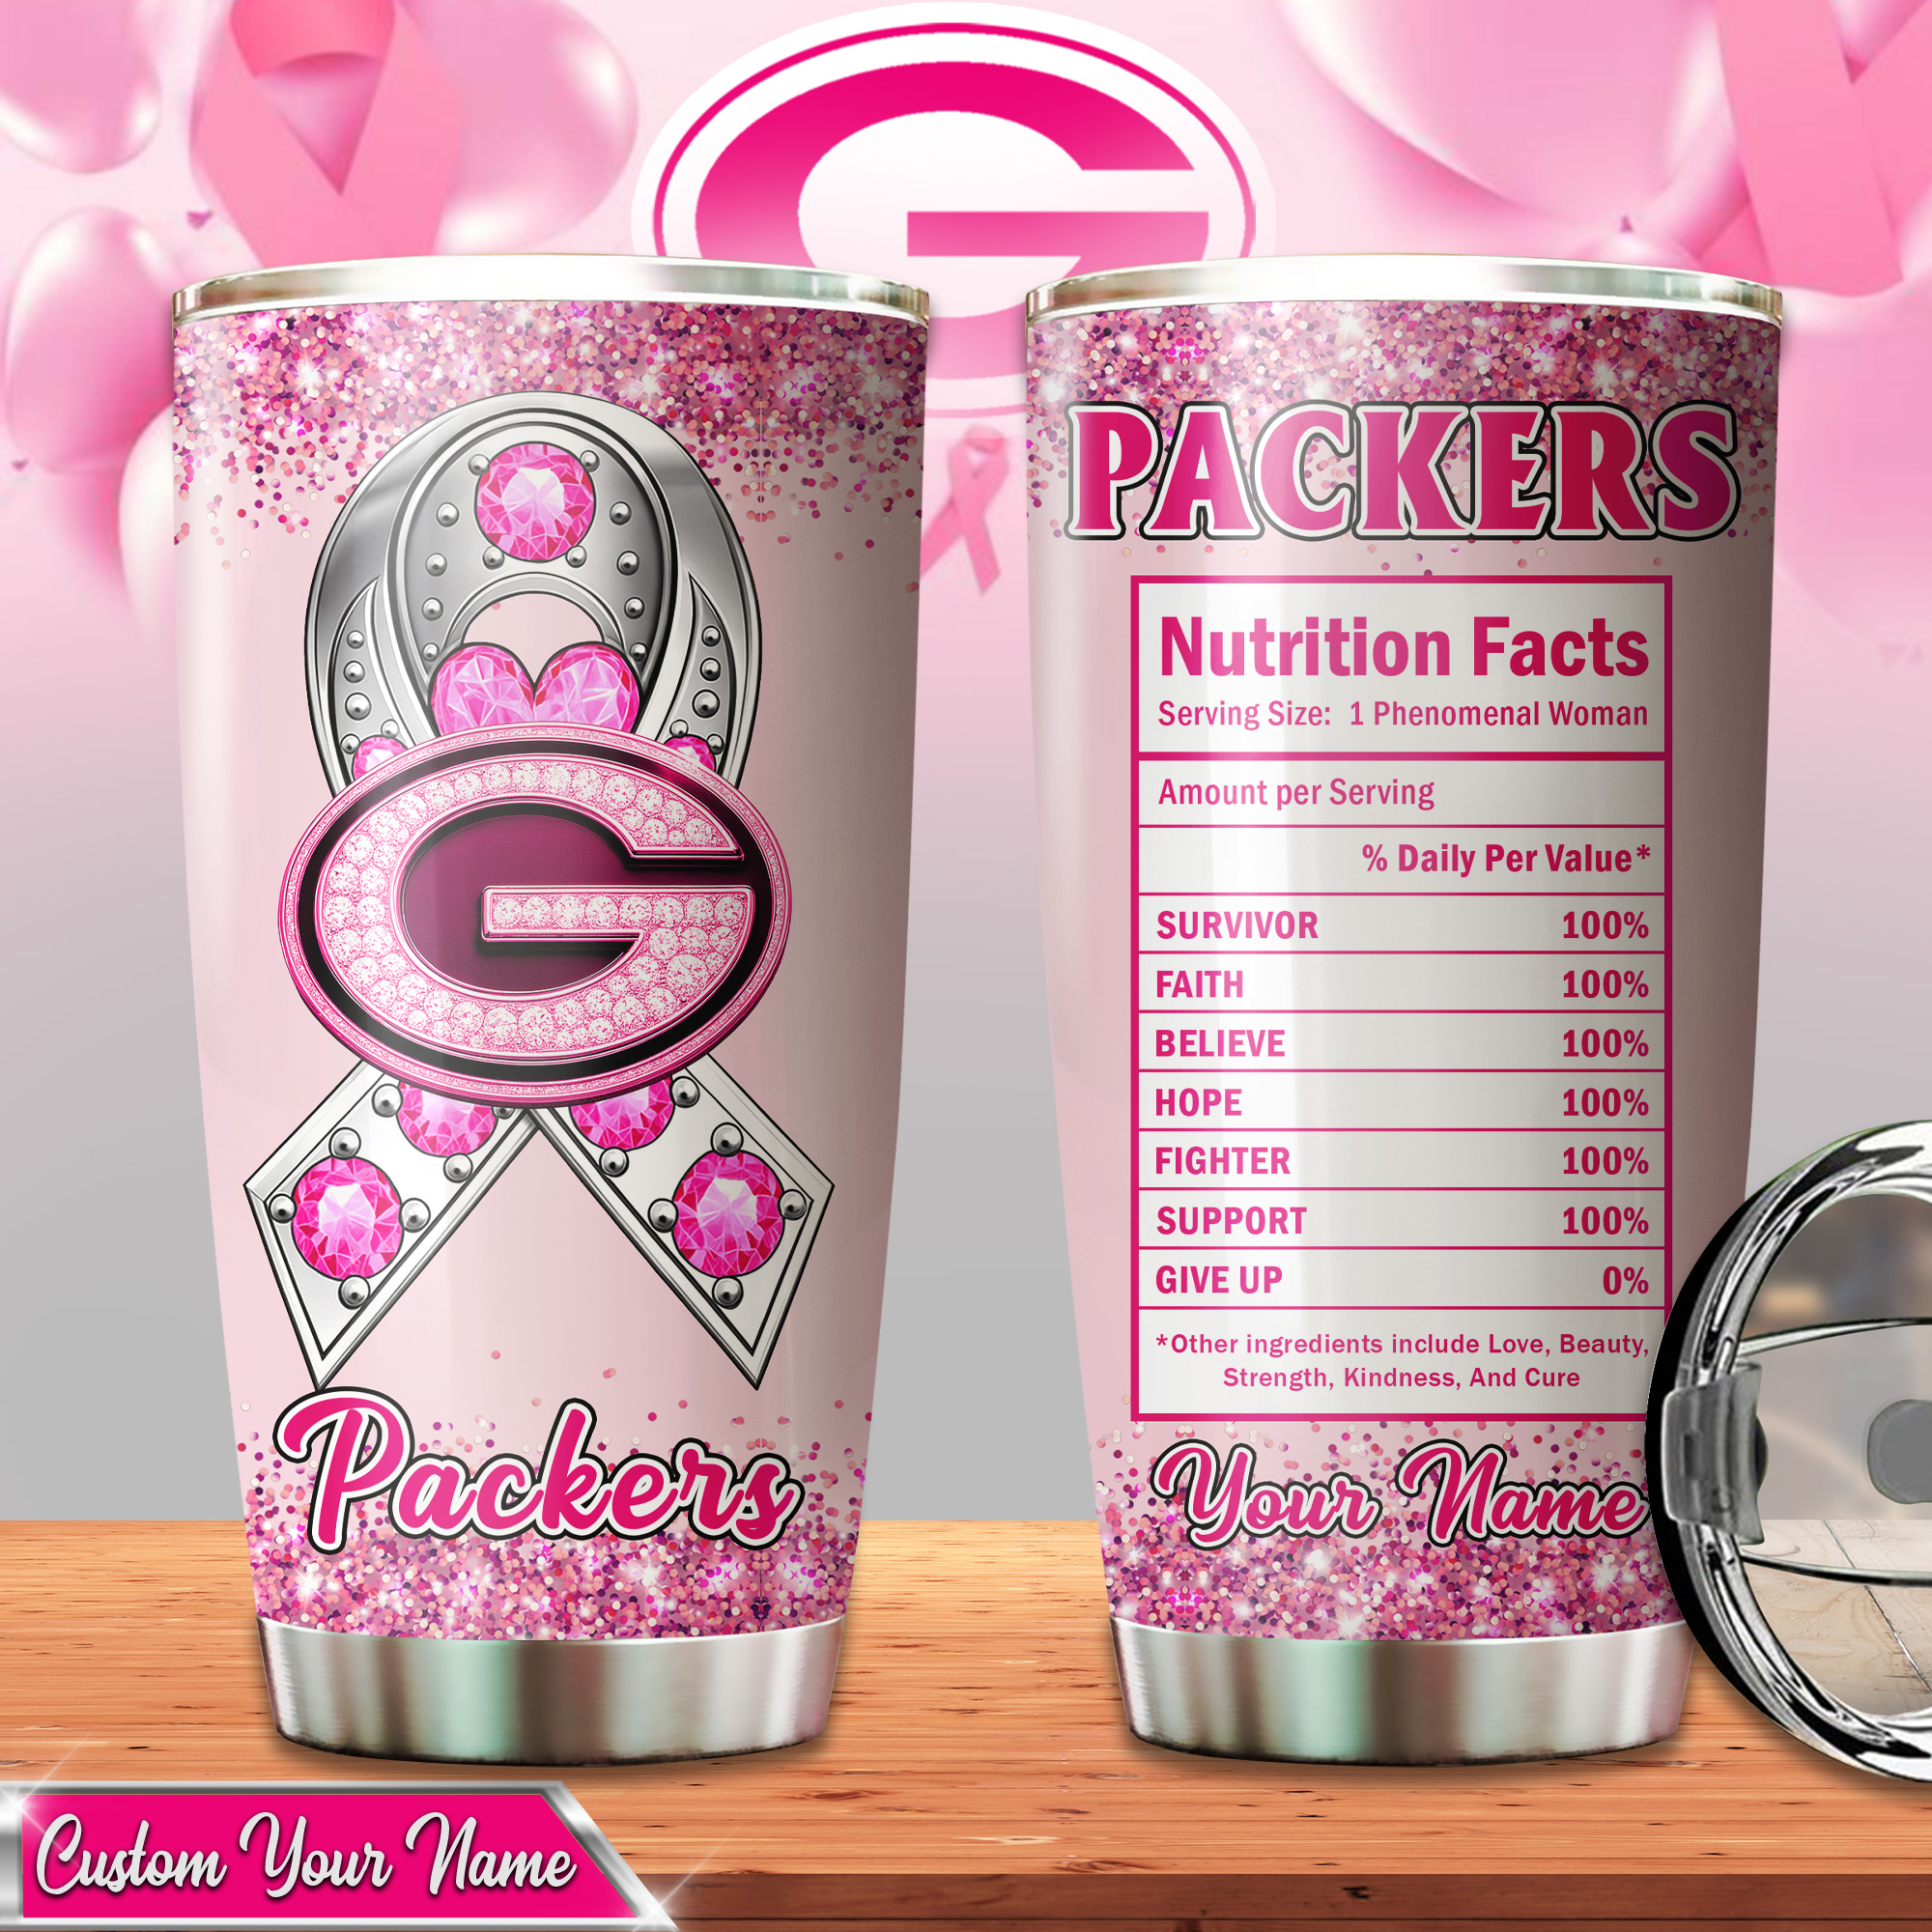 G
G
Packers
PACKERS
Nutrition Facts
Serving Size: 1 Phenomenal Woman
Amount per Serving
% Daily Per Value*
SURVIVOR 100%
FAITH 100%
BELIEVE 100%
HOPE 100%
FIGHTER 100%
SUPPORT 100%
GIVE UP 0%
*Other ingredients include Love, Beauty,
Strength, Kindness, And Cure
Your Name
Custom Your Name